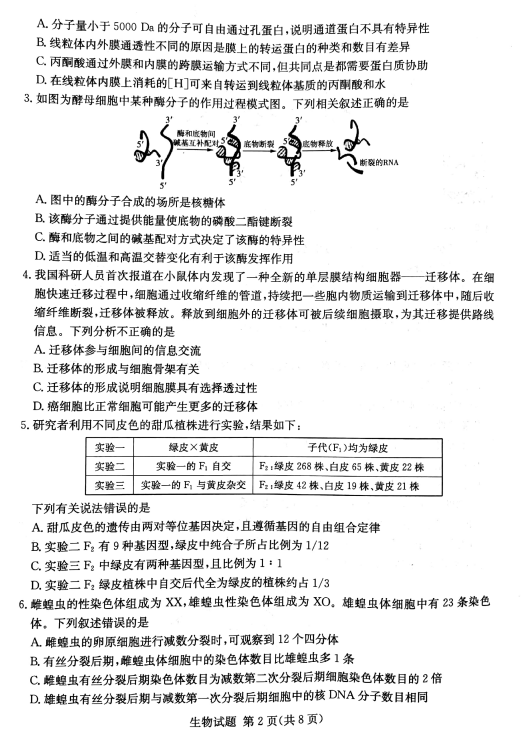 A. 分子量小于 5000 Da 的分子可自由通过孔蛋白,说明通道蛋白不具有特异性
B. 线粒体内外膜通透性不同的原因是膜上的转运蛋白的种类和数目有差异
C. 丙酮酸通过外膜和内膜的跨膜运输方式不同,但共同点是都需要蛋白质协助
D. 在线粒体内膜上消耗的[H]可来自转运到线粒体基质的丙酮酸和水
3. 如图为酵母细胞中某种酶分子的作用过程模式图。下列相关叙述正确的是
3′ 3′ 3′
5′ 酶和底物间 碱基互补配对 5′ 底物断裂 5′ 底物释放
3′ 3′ 3′ 断裂的RNA
5′ 5′ 5′
A. 图中的酶分子合成的场所是核糖体
B. 该酶分子通过提供能量使底物的磷酸二酯键断裂
C. 酶和底物之间的碱基配对方式决定了该酶的特异性
D. 适当的低温和高温交替变化有利于该酶发挥作用
4. 我国科研人员首次报道在小鼠体内发现了一种全新的单层膜结构细胞器——迁移体。在细
胞快速迁移过程中,细胞通过收缩纤维的管道,持续把一些胞内物质运输到迁移体中,随后收
缩纤维断裂,迁移体被释放。释放到细胞外的迁移体可被后续细胞摄取,为其迁移提供路线
信息。下列分析不正确的是
A. 迁移体参与细胞间的信息交流
B. 迁移体的形成与细胞骨架有关
C. 迁移体的形成说明细胞膜具有选择透过性
D. 癌细胞比正常细胞可能产生更多的迁移体
5. 研究者利用不同皮色的甜瓜植株进行实验,结果如下:
实验一 绿皮×黄皮 子代(F₁)均为绿皮
实验二 实验一的 F₁ 自交 F₂:绿皮 268 株、白皮 65 株、黄皮 22 株
实验三 实验一的 F₁ 与黄皮杂交 F₂:绿皮 42 株、白皮 19 株、黄皮 21 株
下列有关说法错误的是
A. 甜瓜皮色的遗传由两对等位基因决定,且遵循基因的自由组合定律
B. 实验二 F₂ 有 9 种基因型,绿皮中纯合子所占比例为 1/12
C. 实验三 F₂ 中绿皮有两种基因型,且比例为 1∶1
D. 实验二 F₂ 绿皮植株中自交后代全为绿皮的植株约占 1/3
6. 雌蝗虫的性染色体组成为 XX,雄蝗虫性染色体组成为 XO。雄蝗虫体细胞中有 23 条染色
体。下列叙述错误的是
A. 雌蝗虫的卵原细胞进行减数分裂时,可观察到 12 个四分体
B. 有丝分裂后期,雌蝗虫体细胞中的染色体数目比雄蝗虫多 1 条
C. 雌蝗虫有丝分裂后期染色体数目为减数第二次分裂后期细胞染色体数目的 2 倍
D. 雄蝗虫有丝分裂后期与减数第一次分裂后期细胞中的核 DNA 分子数目相同
生物试题 第 2 页(共 8 页)